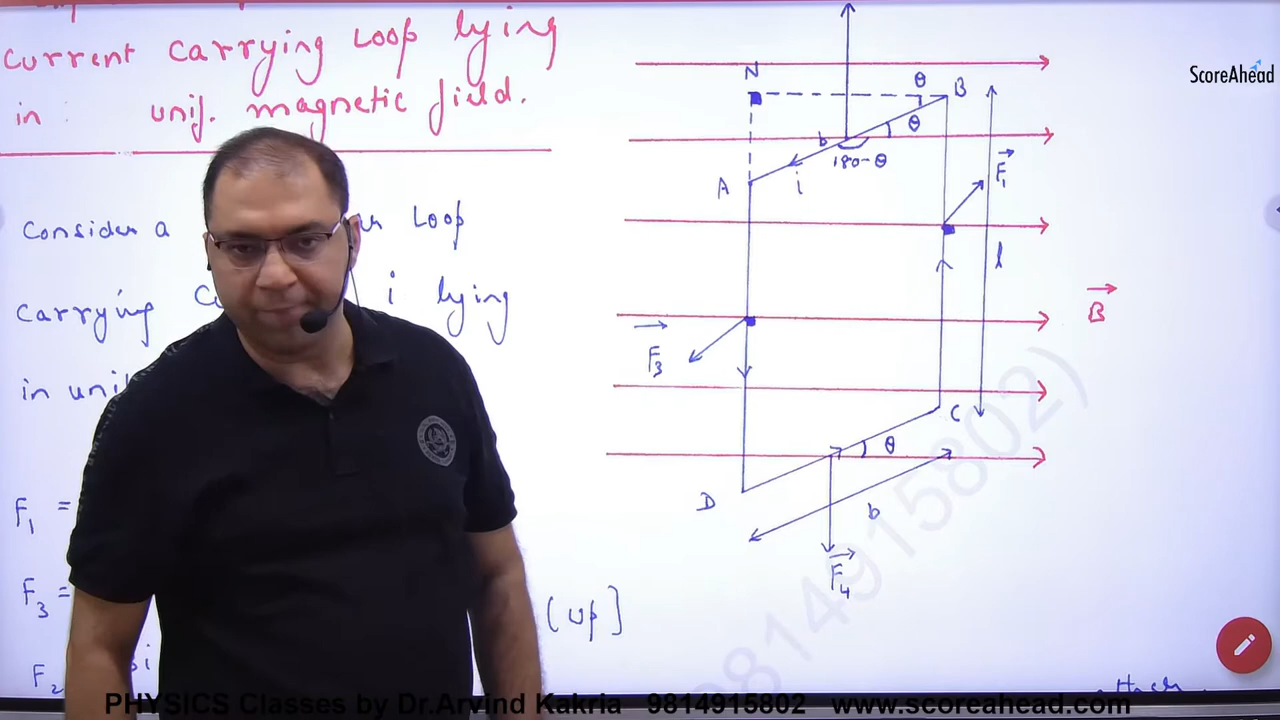 current carrying Loop lying
in unif. magnetic field.
Consider a Loop
carrying i lying
in
F1 =
F3 =
F2
(up]
N
θ
B
b
θ
180-θ
A
i
F1
l
B
F3
C
θ
D
b
F4
ScoreAhead
9814915802)
PHYSICS Classes by Dr.Arvind Kakria 9814915802 www.scoreahead.com